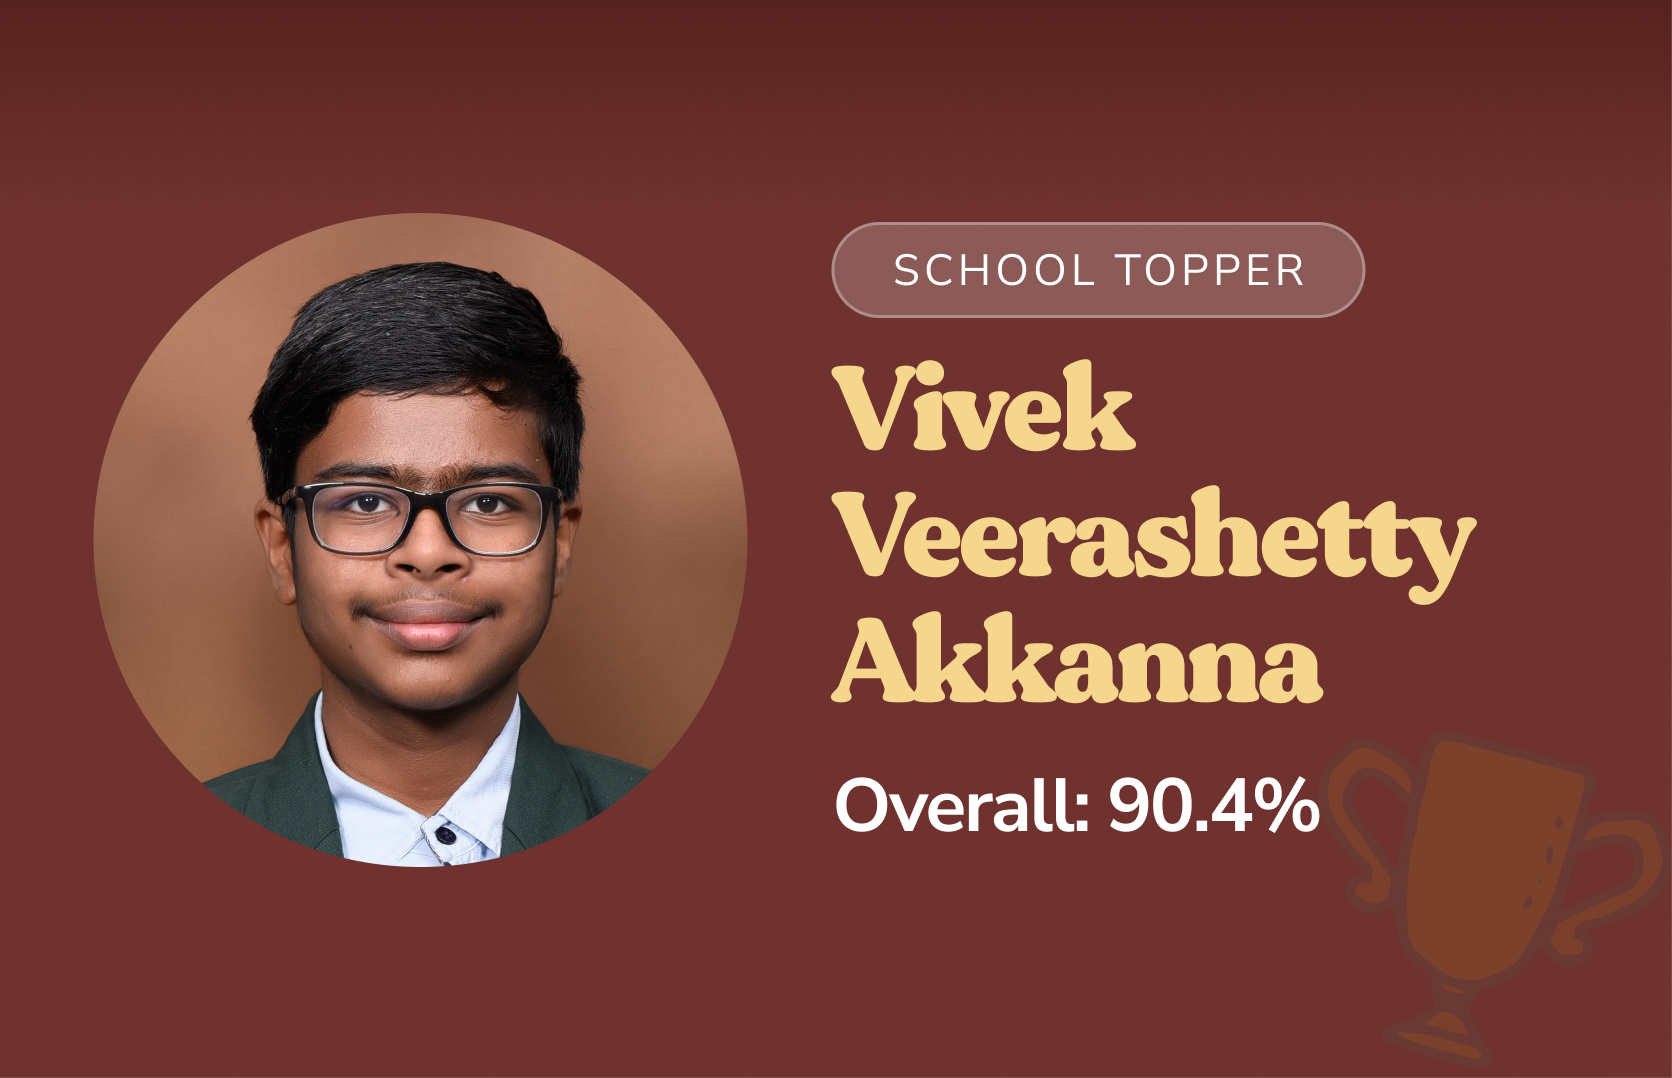 SCHOOL TOPPER
Vivek
Veerashetty
Akkanna
Overall: 90.4%